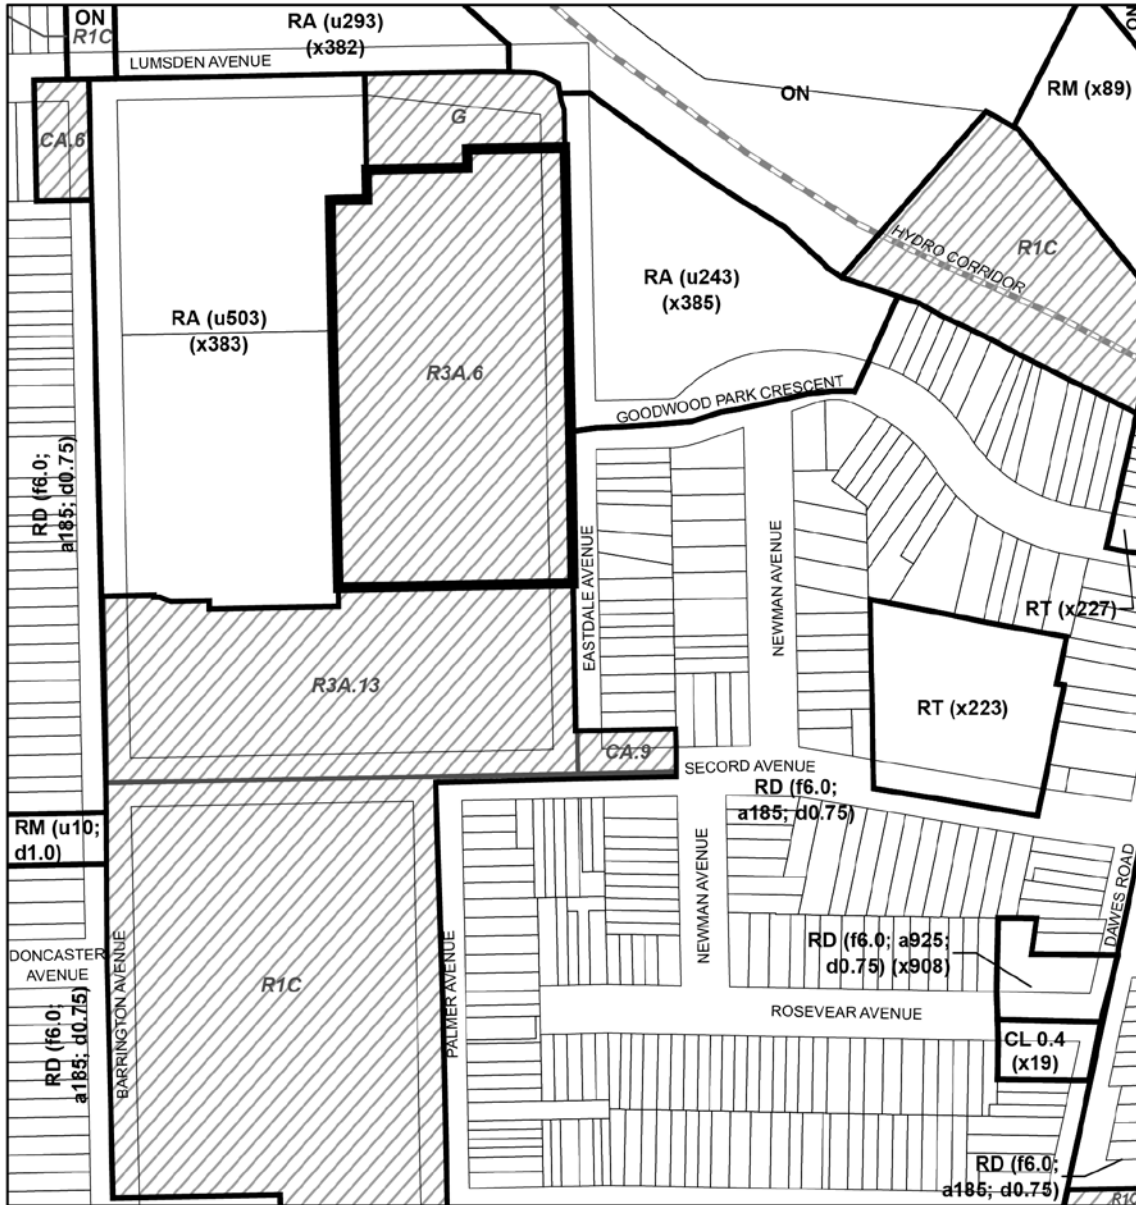 ON
R1C
RA (u293)
(x382)
ON
LUMSDEN AVENUE
ON
RM (x89)
G
CA.6
R1C
HYDRO CORRIDOR
RA (u243)
(x385)
RA (u503)
(x383)
R3A.6
GOODWOOD PARK CRESCENT
RD (f6.0;
a185; d0.75)
EASTDALE AVENUE
NEWMAN AVENUE
RT (x227)
R3A.13
RT (x223)
CA.9
SECORD AVENUE
RD (f6.0;
a185; d0.75)
RM (u10;
d1.0)
DAWES ROAD
NEWMAN AVENUE
RD (f6.0; a925;
d0.75) (x908)
DONCASTER
AVENUE
BARRINGTON AVENUE
R1C
PALMER AVENUE
ROSEVEAR AVENUE
RD (f6.0;
a185; d0.75)
CL 0.4
(x19)
RD (f6.0;
a185; d0.75)
R1C